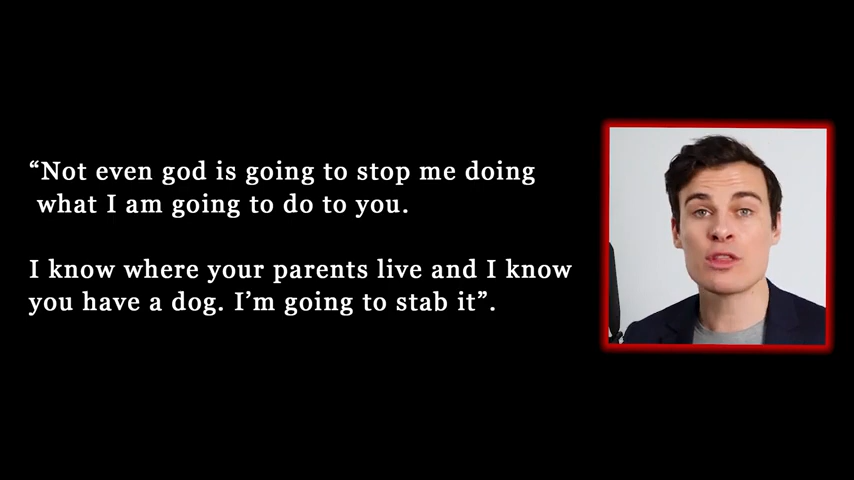 “Not even god is going to stop me doing
what I am going to do to you.
I know where your parents live and I know
you have a dog. I’m going to stab it”.